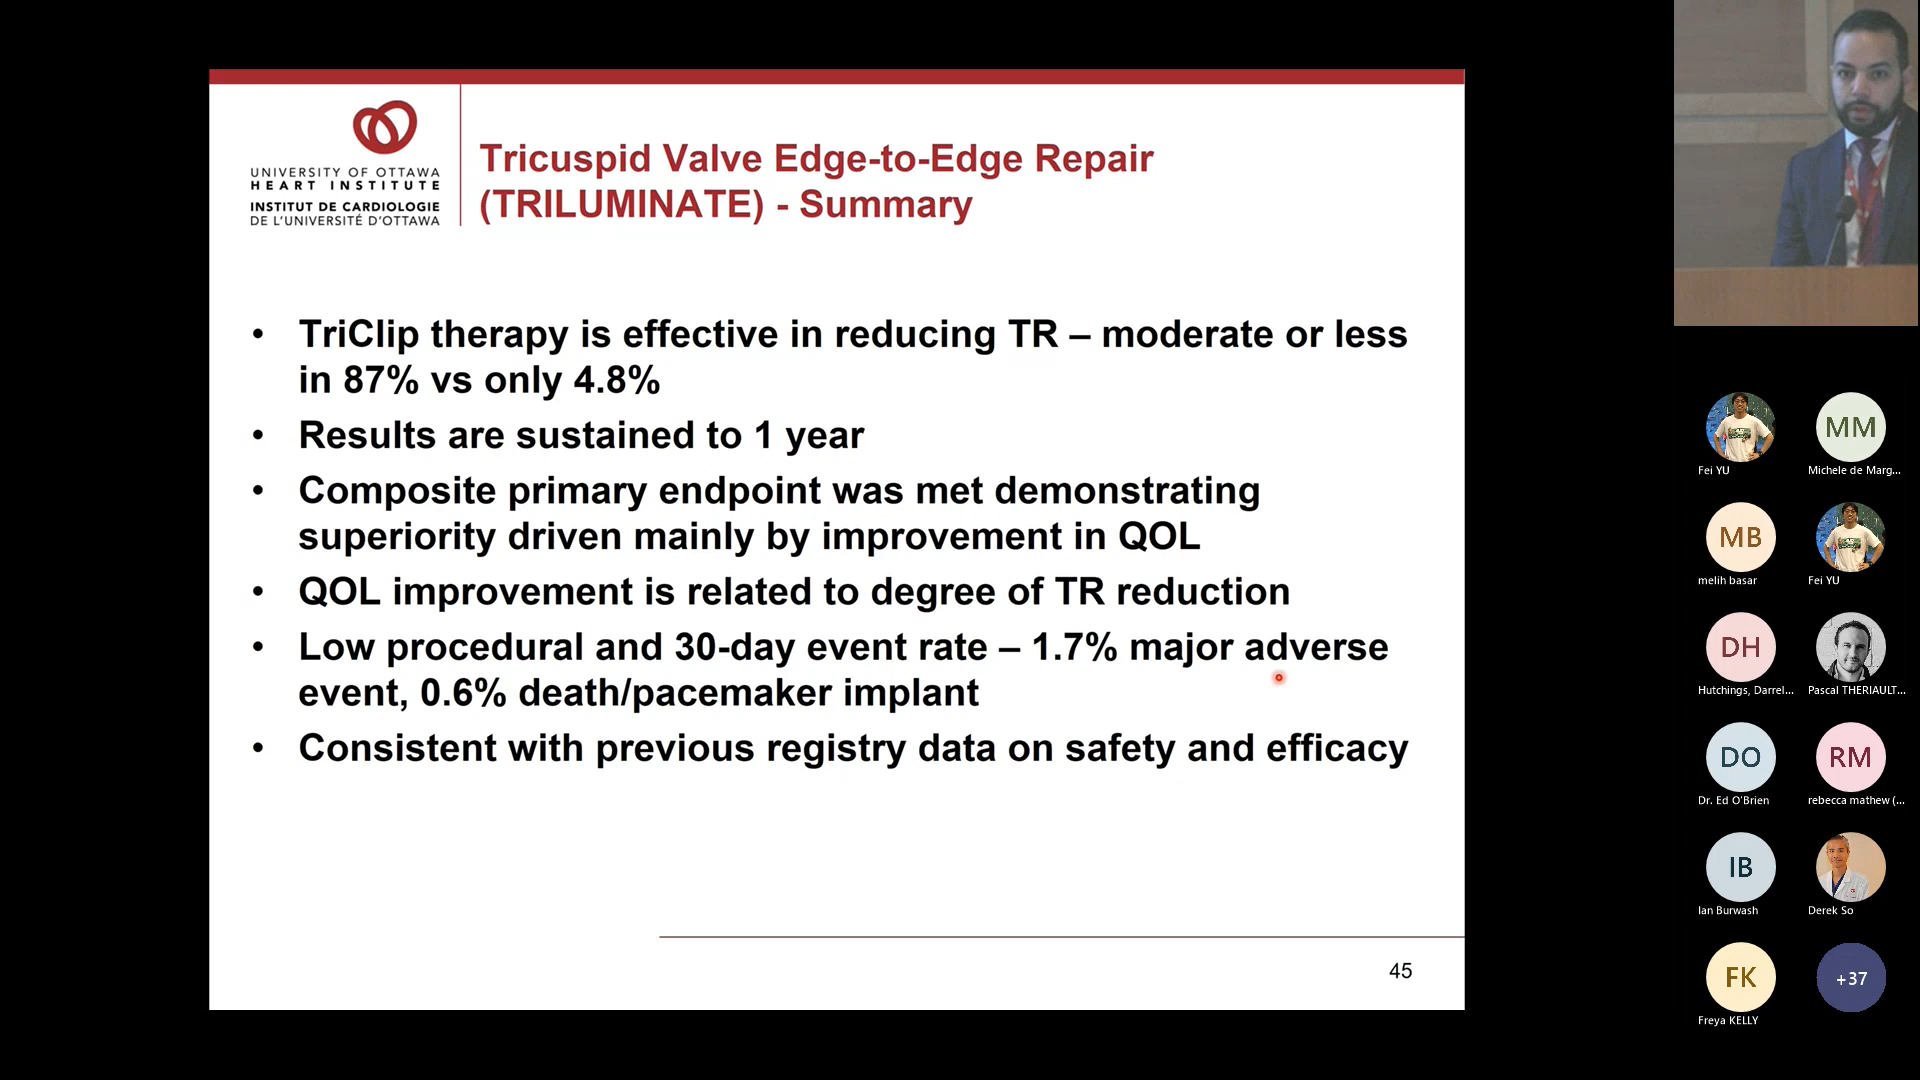 UNIVERSITY OF OTTAWA
HEART INSTITUTE
INSTITUT DE CARDIOLOGIE
DE L'UNIVERSITÉ D'OTTAWA
Tricuspid Valve Edge-to-Edge Repair
(TRILUMINATE) - Summary
• TriClip therapy is effective in reducing TR – moderate or less
in 87% vs only 4.8%
• Results are sustained to 1 year
• Composite primary endpoint was met demonstrating
superiority driven mainly by improvement in QOL
• QOL improvement is related to degree of TR reduction
• Low procedural and 30-day event rate – 1.7% major adverse
event, 0.6% death/pacemaker implant
• Consistent with previous registry data on safety and efficacy
45
MM
Fei YU
Michele de Marg...
MB
melih basar
Fei YU
DH
Hutchings, Darrel...
Pascal THERIAULT...
DO
RM
Dr. Ed O'Brien
rebecca mathew (...
IB
Ian Burwash
Derek So
FK
+37
Freya KELLY